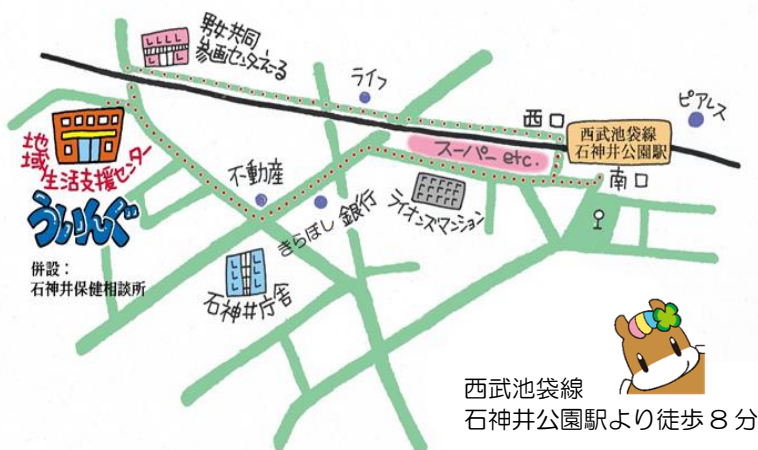 男女共同
参画センターえーる
ライフ
西口
ピアレス
西武池袋線
石神井公園駅
スーパー etc.
南口
地域
生活支援センター
ういんぐ
不動産
きらぼし銀行
ライオンズマンション
併設：
石神井保健相談所
石神井庁舎
西武池袋線
石神井公園駅より徒歩８分